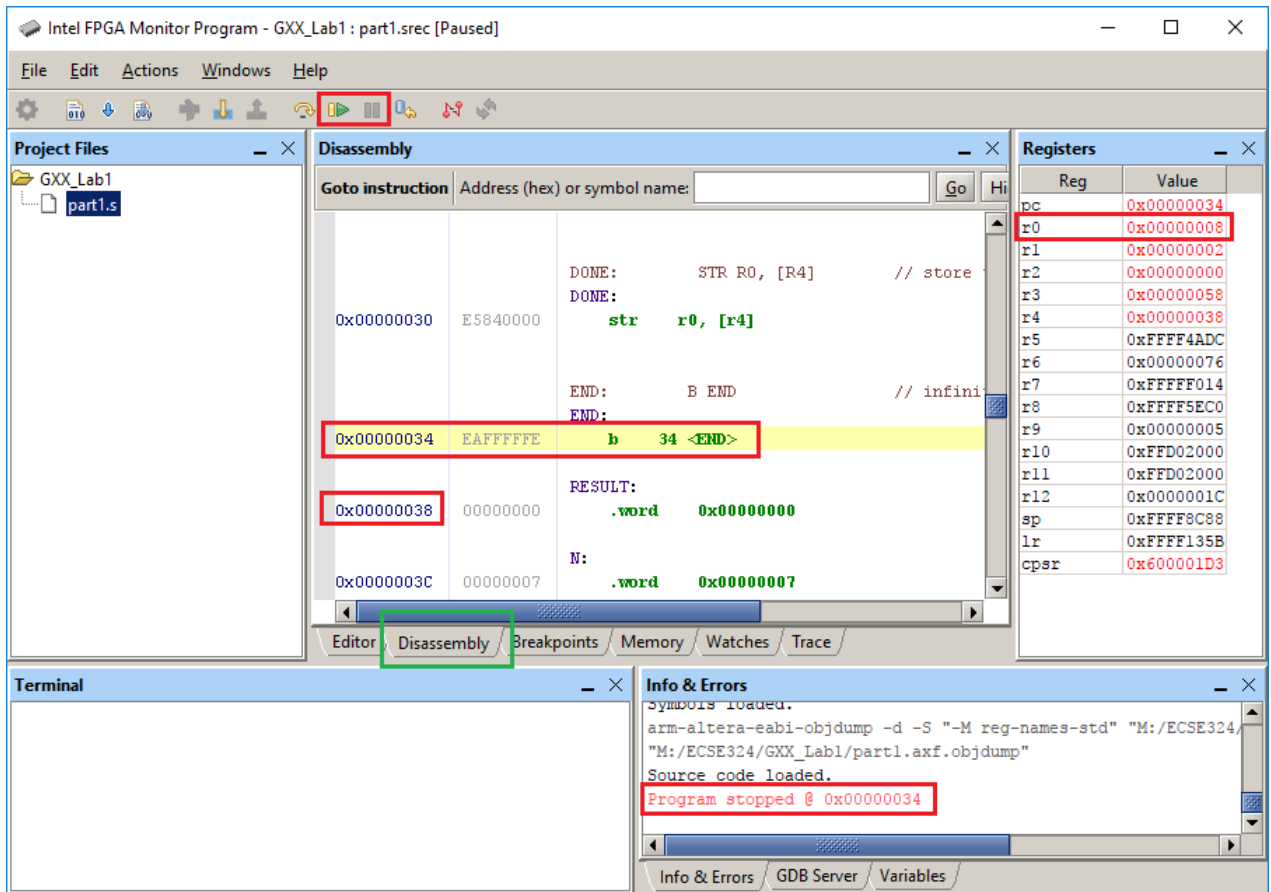 Intel FPGA Monitor Program - GXX_Lab1 : part1.srec [Paused]
File Edit Actions Windows Help
Project Files
GXX_Lab1
part1.s
Disassembly
Goto instruction Address (hex) or symbol name: Go Hi
DONE: STR R0, [R4] // store
DONE:
0x00000030 E5840000 str r0, [r4]
END: B END // infini
END:
0x00000034 EAFFFFFE b 34 <END>
RESULT:
0x00000038 00000000 .word 0x00000000
N:
0x0000003C 00000007 .word 0x00000007
Editor Disassembly Breakpoints Memory Watches Trace
Registers
Reg Value
pc 0x00000034
r0 0x00000008
r1 0x00000002
r2 0x00000000
r3 0x00000058
r4 0x00000038
r5 0xFFFF4ADC
r6 0x00000076
r7 0xFFFFF014
r8 0xFFFF5EC0
r9 0x00000005
r10 0xFFD02000
r11 0xFFD02000
r12 0x0000001C
sp 0xFFFF8C88
lr 0xFFFF135B
cpsr 0x600001D3
Terminal
Info & Errors
Symbols loaded.
arm-altera-eabi-objdump -d -S "-M reg-names-std" "M:/ECSE324/
"M:/ECSE324/GXX_Lab1/part1.axf.objdump"
Source code loaded.
Program stopped @ 0x00000034
Info & Errors GDB Server Variables